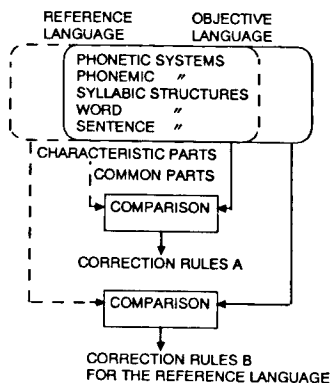 REFERENCE LANGUAGE
OBJECTIVE LANGUAGE
PHONETIC SYSTEMS
PHONEMIC 〃
SYLLABIC STRUCTURES
WORD 〃
SENTENCE 〃
CHARACTERISTIC PARTS
COMMON PARTS
COMPARISON
CORRECTION RULES A
COMPARISON
CORRECTION RULES B
FOR THE REFERENCE LANGUAGE